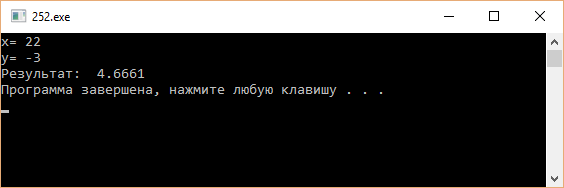 252.exe
x= 22
y= -3
Результат:  4.6661
Программа завершена, нажмите любую клавишу . . .